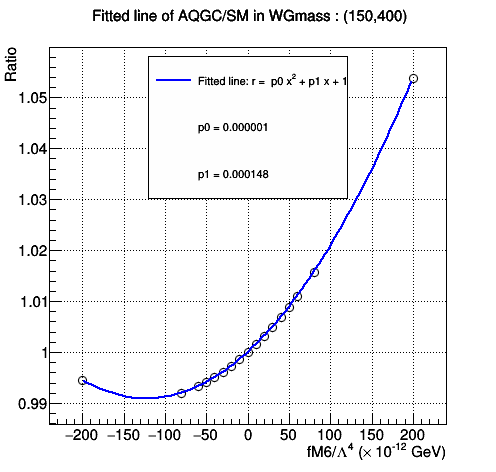 Fitted line of AQGC/SM in WGmass : (150,400)
Ratio
Fitted line: r = p0 x² + p1 x + 1
p0 = 0.000001
p1 = 0.000148
1.05
1.04
1.03
1.02
1.01
1
0.99
−200 −150 −100 −50 0 50 100 150 200
fM6/Λ⁴ (× 10⁻¹² GeV)